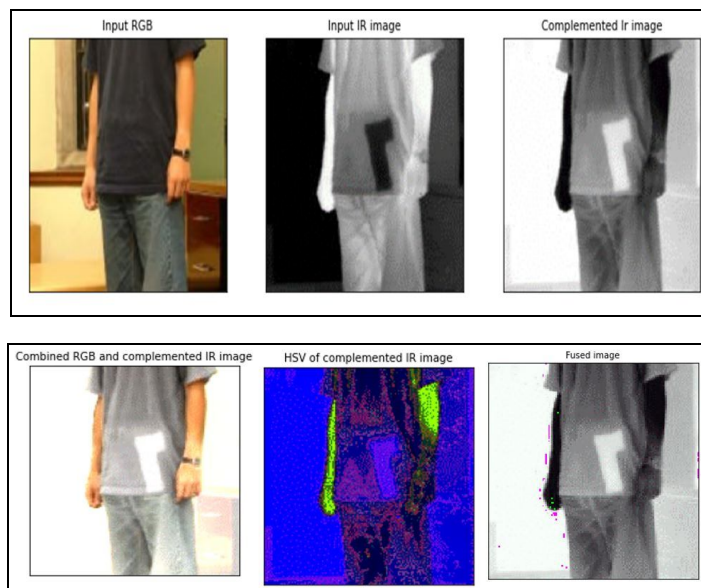 Input RGB
Input IR image
Complemented Ir image
Combined RGB and complemented IR image
HSV of complemented IR image
Fused image